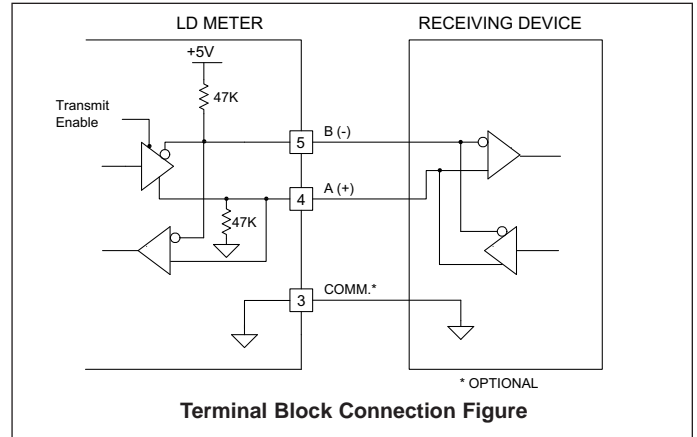 LD METER
RECEIVING DEVICE
+5V
47K
Transmit
Enable
5
B (-)
4
A (+)
47K
3
COMM.*
* OPTIONAL
Terminal Block Connection Figure